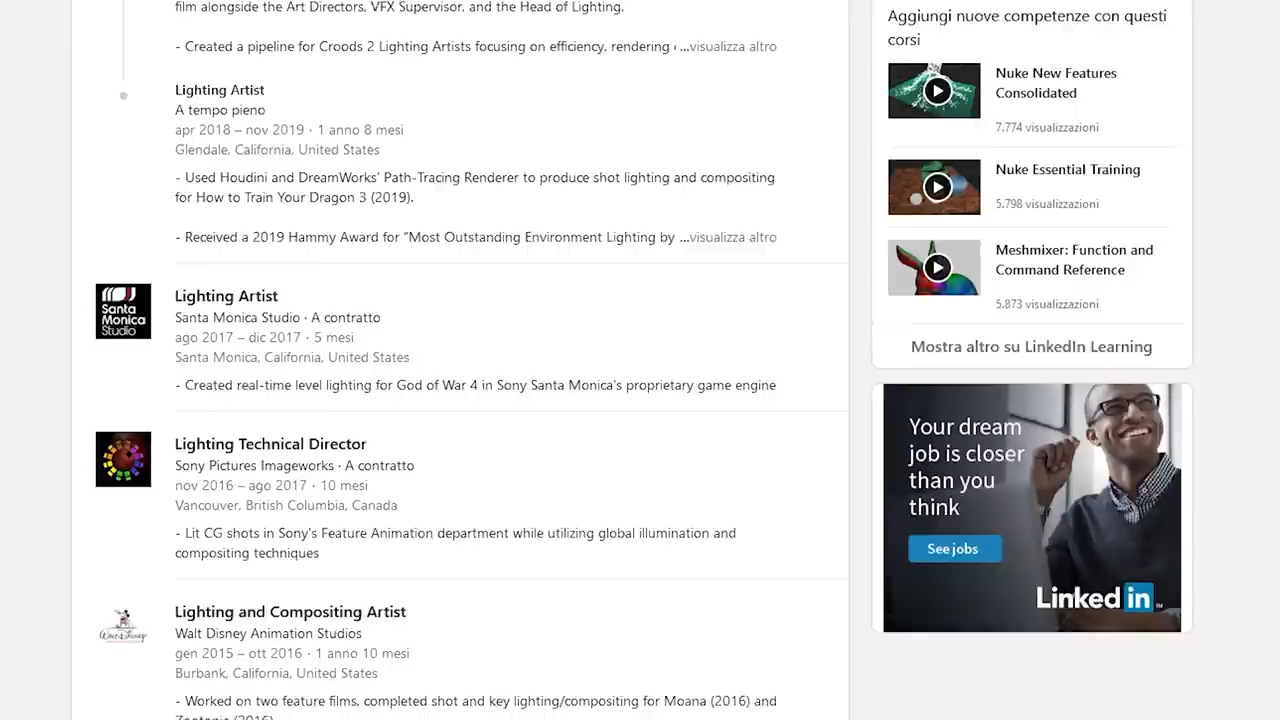 film alongside the Art Directors, VFX Supervisor, and the Head of Lighting.
- Created a pipeline for Croods 2 Lighting Artists focusing on efficiency, rendering ...visualizza altro
Lighting Artist
A tempo pieno
apr 2018 – nov 2019 · 1 anno 8 mesi
Glendale, California, United States
- Used Houdini and DreamWorks' Path-Tracing Renderer to produce shot lighting and compositing
for How to Train Your Dragon 3 (2019).
- Received a 2019 Hammy Award for "Most Outstanding Environment Lighting by ...visualizza altro
Santa
Monica
Studio
Lighting Artist
Santa Monica Studio · A contratto
ago 2017 – dic 2017 · 5 mesi
Santa Monica, California, United States
- Created real-time level lighting for God of War 4 in Sony Santa Monica's proprietary game engine
Lighting Technical Director
Sony Pictures Imageworks · A contratto
nov 2016 – ago 2017 · 10 mesi
Vancouver, British Columbia, Canada
- Lit CG shots in Sony's Feature Animation department while utilizing global illumination and
compositing techniques
Walt Disney
Lighting and Compositing Artist
Walt Disney Animation Studios
gen 2015 – ott 2016 · 1 anno 10 mesi
Burbank, California, United States
- Worked on two feature films, completed shot and key lighting/compositing for Moana (2016) and
Zootopia (2016)
Aggiungi nuove competenze con questi
corsi
Nuke New Features
Consolidated
7.774 visualizzazioni
Nuke Essential Training
5.798 visualizzazioni
Meshmixer: Function and
Command Reference
5.873 visualizzazioni
Mostra altro su LinkedIn Learning
Your dream
job is closer
than you
think
See jobs
Linked in